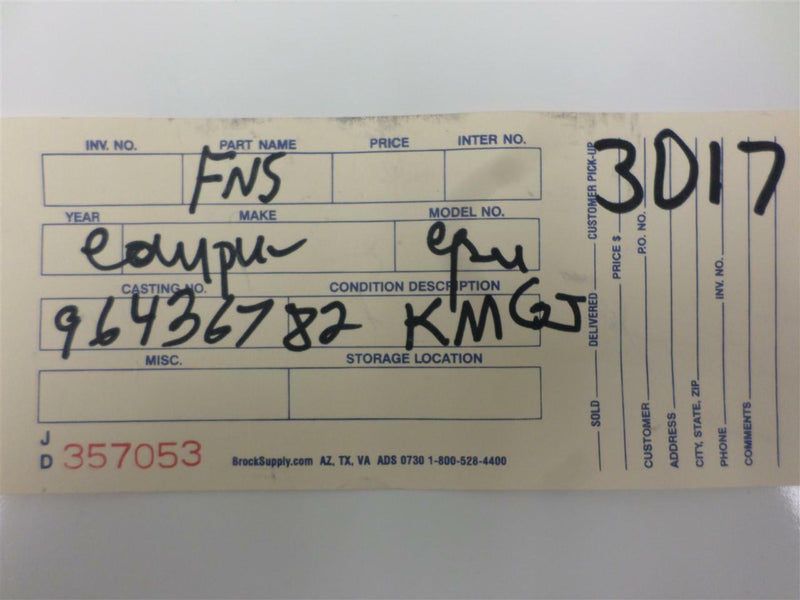 INV. NO. PART NAME PRICE INTER NO.
FNS
YEAR MAKE MODEL NO.
CASTING NO. CONDITION DESCRIPTION
96436782 KMGJ
MISC. STORAGE LOCATION
J
D 357053
BrockSupply.com AZ, TX, VA ADS 0730 1-800-528-4400
3D17
SOLD DELIVERED CUSTOMER PICK-UP
PRICE $
CUSTOMER P.O. NO.
ADDRESS
CITY, STATE, ZIP
PHONE INV. NO.
COMMENTS